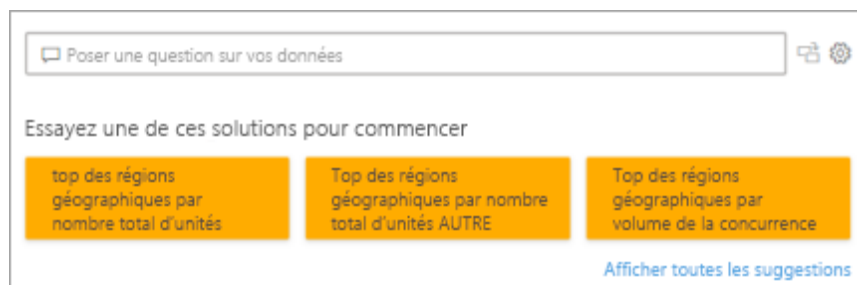 Poser une question sur vos données
Essayez une de ces solutions pour commencer
top des régions
géographiques par
nombre total d'unités
Top des régions
géographiques par nombre
total d'unités AUTRE
Top des régions
géographiques par
volume de la concurrence
Afficher toutes les suggestions